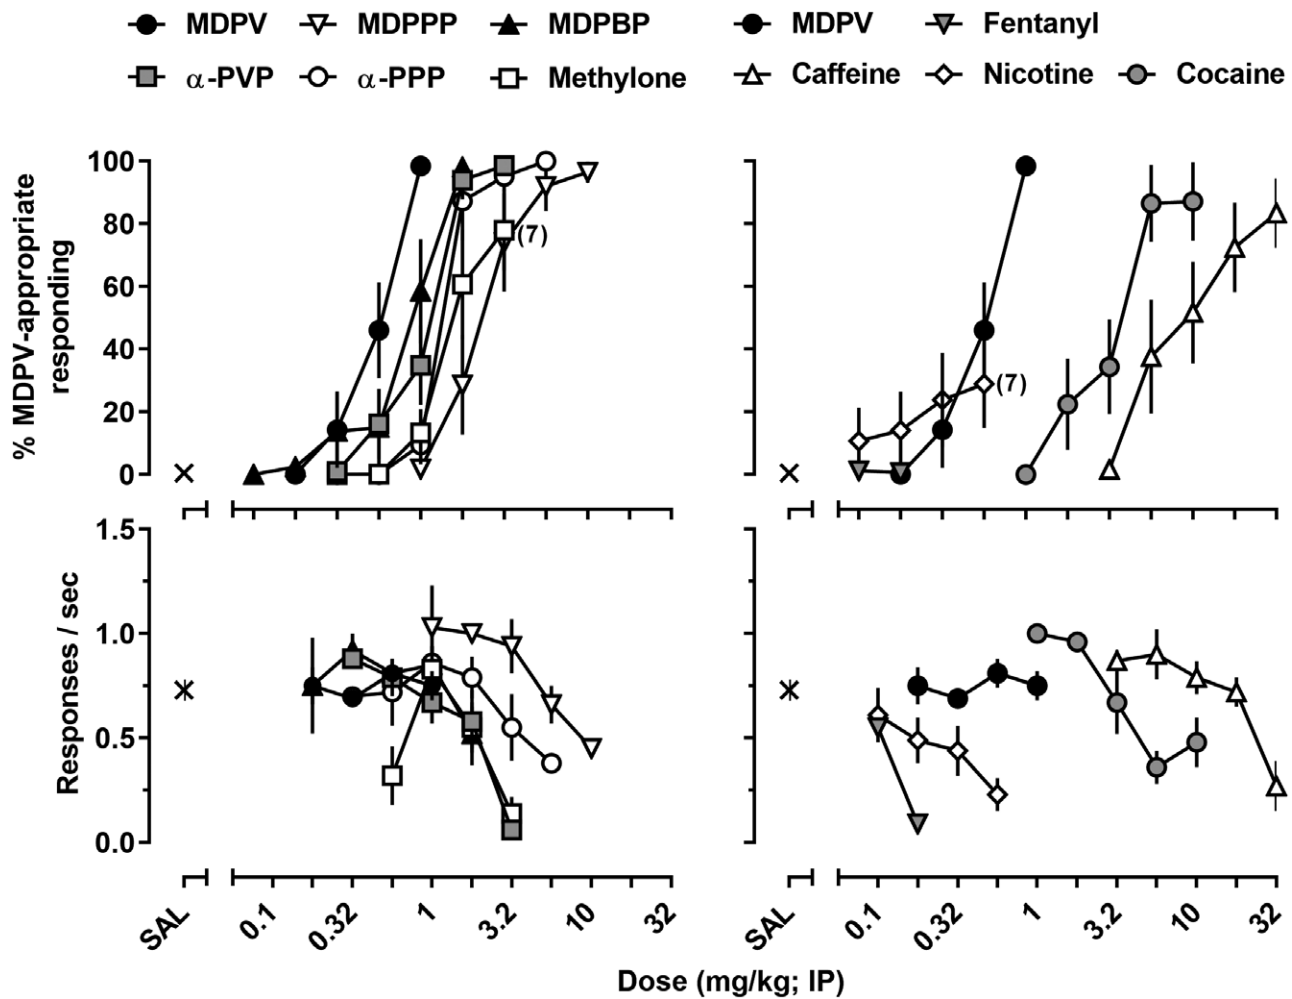 MDPV MDPPP MDPBP MDPV Fentanyl
α-PVP α-PPP Methylone Caffeine Nicotine Cocaine
% MDPV-appropriate
responding
100
80
60
40
20
0
(7)
(7)
Responses / sec
1.5
1.0
0.5
0.0
SAL 0.1 0.32 1 3.2 10 32
SAL 0.1 0.32 1 3.2 10 32
Dose (mg/kg; IP)